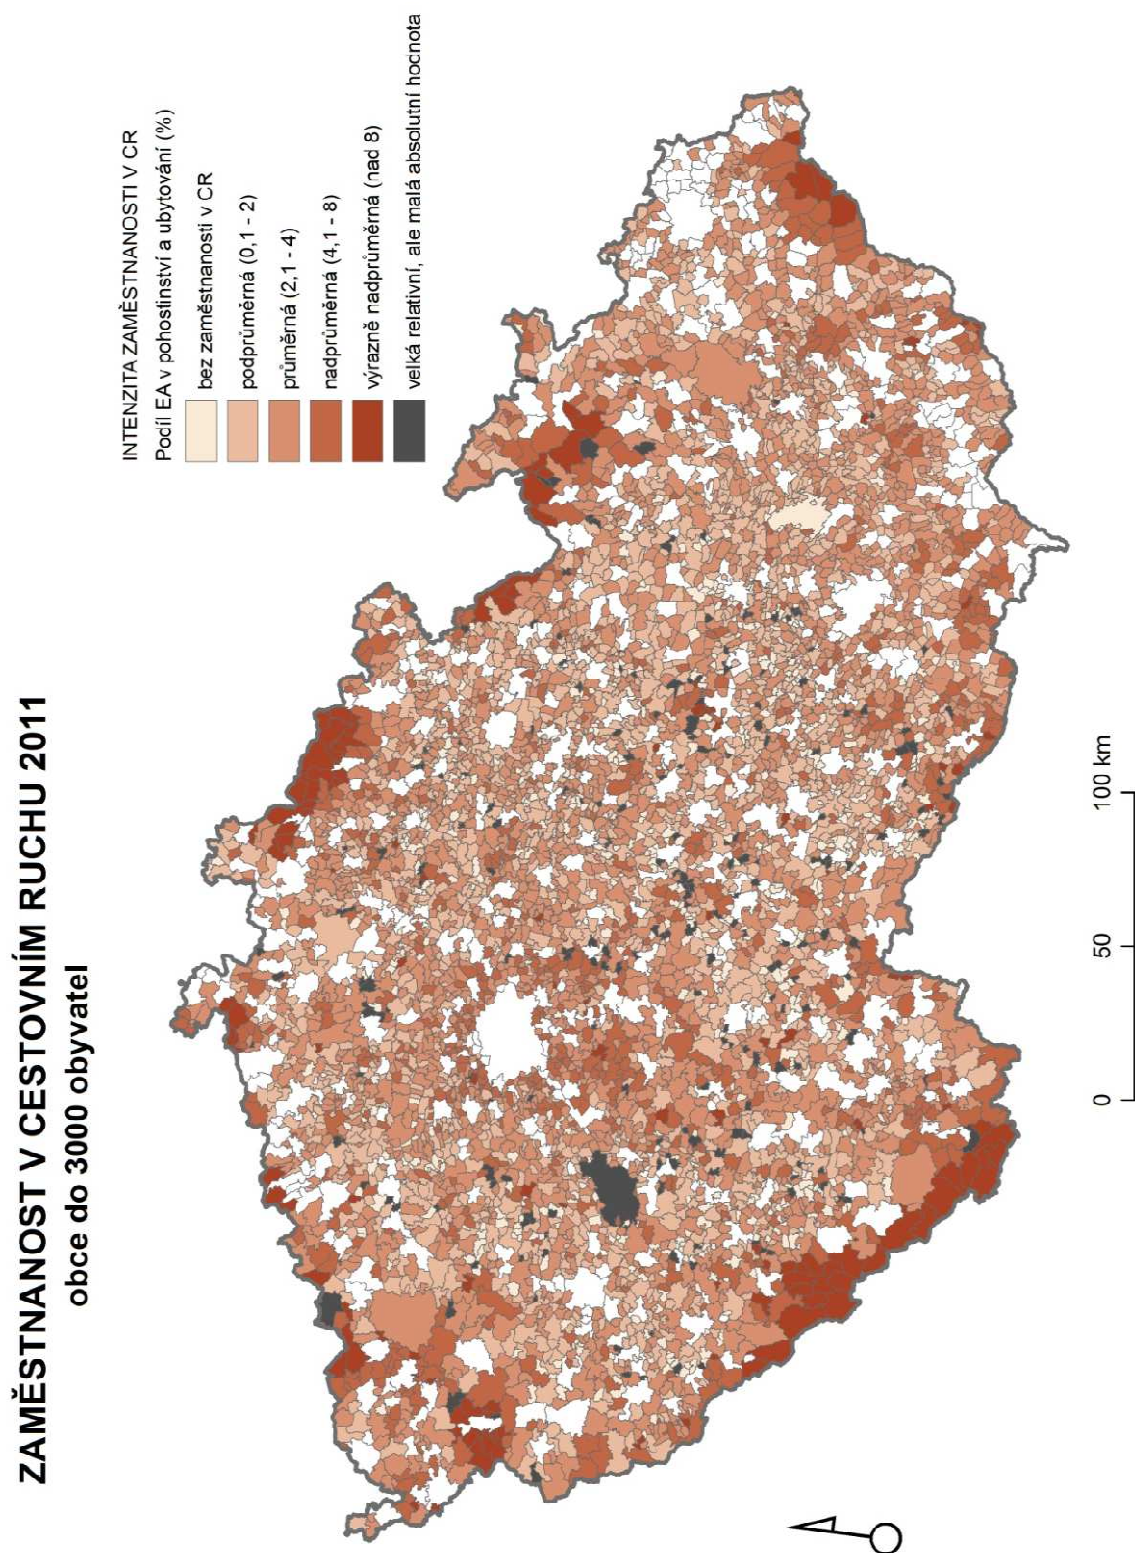 ZAMĚSTNANOST V CESTOVNÍM RUCHU 2011
obce do 3000 obyvatel
INTENZITA ZAMĚSTNANOSTI V CR
Podíl EA v pohostinství a ubytování (%)
bez zaměstnanosti v CR
podprůměrná (0,1 - 2)
průměrná (2,1 - 4)
nadprůměrná (4,1 - 8)
výrazně nadprůměrná (nad 8)
velká relativní, ale malá absolutní hodnota
0 50 100 km